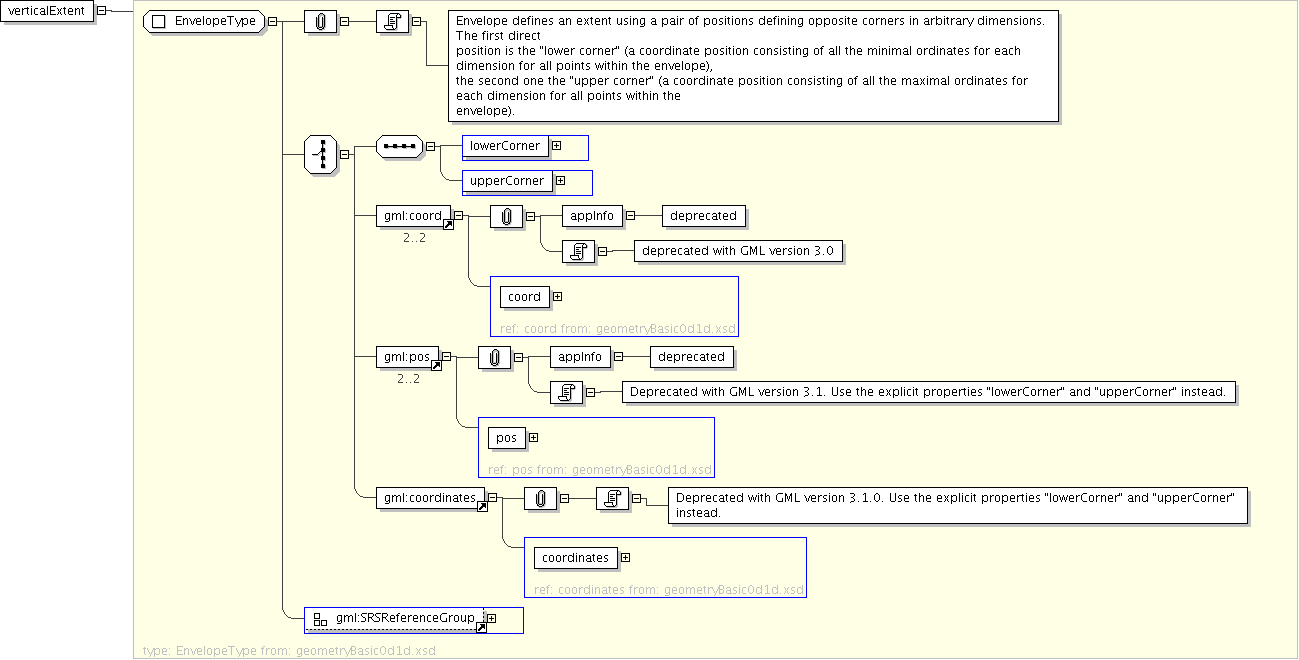 verticalExtent
EnvelopeType
Envelope defines an extent using a pair of positions defining opposite corners in arbitrary dimensions.
The first direct
position is the "lower corner" (a coordinate position consisting of all the minimal ordinates for each
dimension for all points within the envelope),
the second one the "upper corner" (a coordinate position consisting of all the maximal ordinates for
each dimension for all points within the
envelope).
lowerCorner
upperCorner
gml:coord
2..2
appInfo
deprecated
deprecated with GML version 3.0
coord
ref: coord from: geometryBasic0d1d.xsd
gml:pos
2..2
appInfo
deprecated
Deprecated with GML version 3.1. Use the explicit properties "lowerCorner" and "upperCorner" instead.
pos
ref: pos from: geometryBasic0d1d.xsd
gml:coordinates
Deprecated with GML version 3.1.0. Use the explicit properties "lowerCorner" and "upperCorner"
instead.
coordinates
ref: coordinates from: geometryBasic0d1d.xsd
gml:SRSReferenceGroup
type: EnvelopeType from: geometryBasic0d1d.xsd